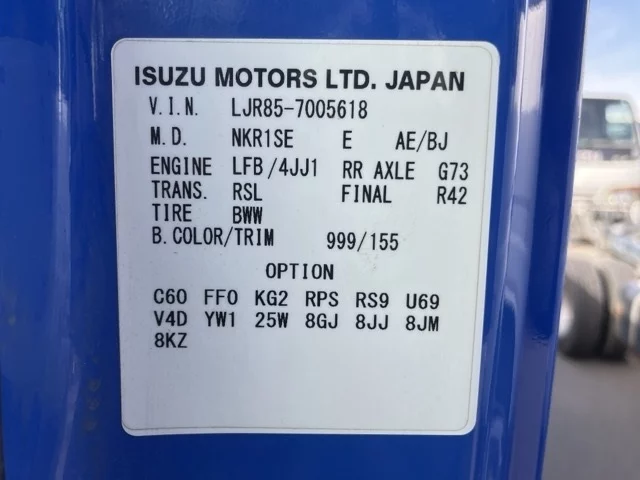 ISUZU MOTORS LTD. JAPAN
V.I.N. LJR85-7005618
M.D. NKR1SE E AE/BJ
ENGINE LFB/4JJ1 RR AXLE G73
TRANS. RSL FINAL R42
TIRE BWW
B.COLOR/TRIM 999/155
OPTION
C60 FF0 KG2 RPS RS9 U69
V4D YW1 25W 8GJ 8JJ 8JM
8KZ